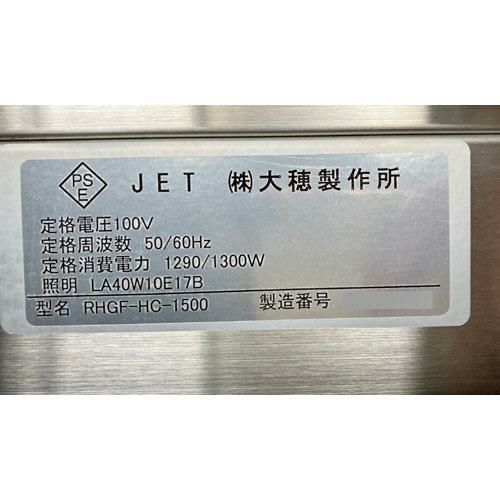 PS
E
JET ㈱大穂製作所
定格電圧100V
定格周波数 50/60Hz
定格消費電力 1290/1300W
照明 LA40W10E17B
型名 RHGF-HC-1500 製造番号